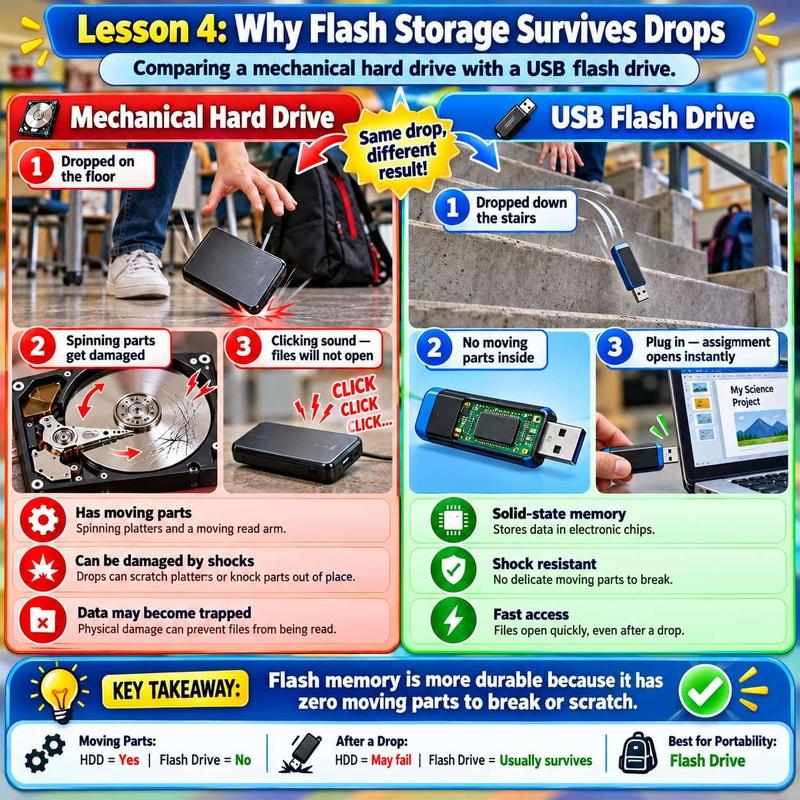 Lesson 4: Why Flash Storage Survives Drops
Comparing a mechanical hard drive with a USB flash drive.
Mechanical Hard Drive
Same drop,
different
result!
USB Flash Drive
1
Dropped on
the floor
2
Spinning parts
get damaged
3
Clicking sound —
files will not open
CLICK
CLICK
CLICK...
Has moving parts
Spinning platters and a moving read arm.
Can be damaged by shocks
Drops can scratch platters or knock parts out of place.
Data may become trapped
Physical damage can prevent files from being read.
1
Dropped down
the stairs
2
No moving
parts inside
3
Plug in — assignment
opens instantly
My Science
Project
Solid-state memory
Stores data in electronic chips.
Shock resistant
No delicate moving parts to break.
Fast access
Files open quickly, even after a drop.
KEY TAKEAWAY:
Flash memory is more durable because it has
zero moving parts to break or scratch.
Moving Parts:
HDD = Yes | Flash Drive = No
After a Drop:
HDD = May fail | Flash Drive = Usually survives
Best for Portability:
Flash Drive